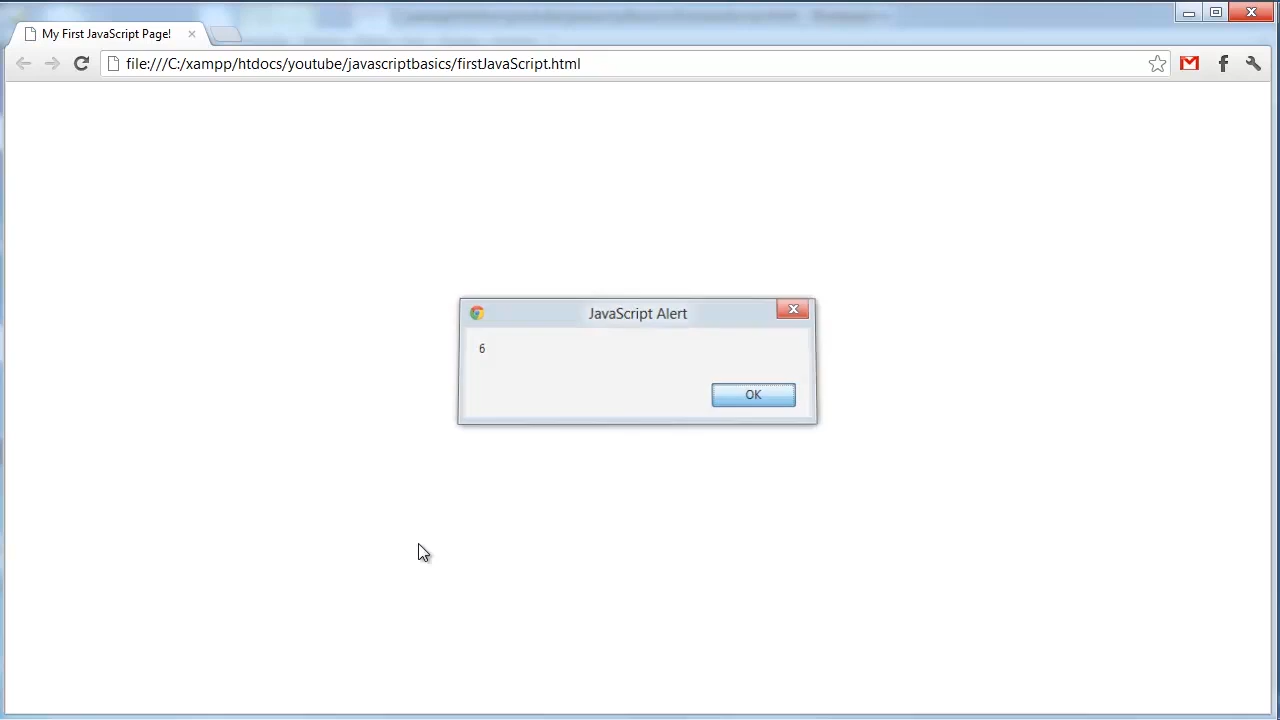 My First JavaScript Page!
file:///C:/xampp/htdocs/youtube/javascriptbasics/firstJavaScript.html
JavaScript Alert
6
OK